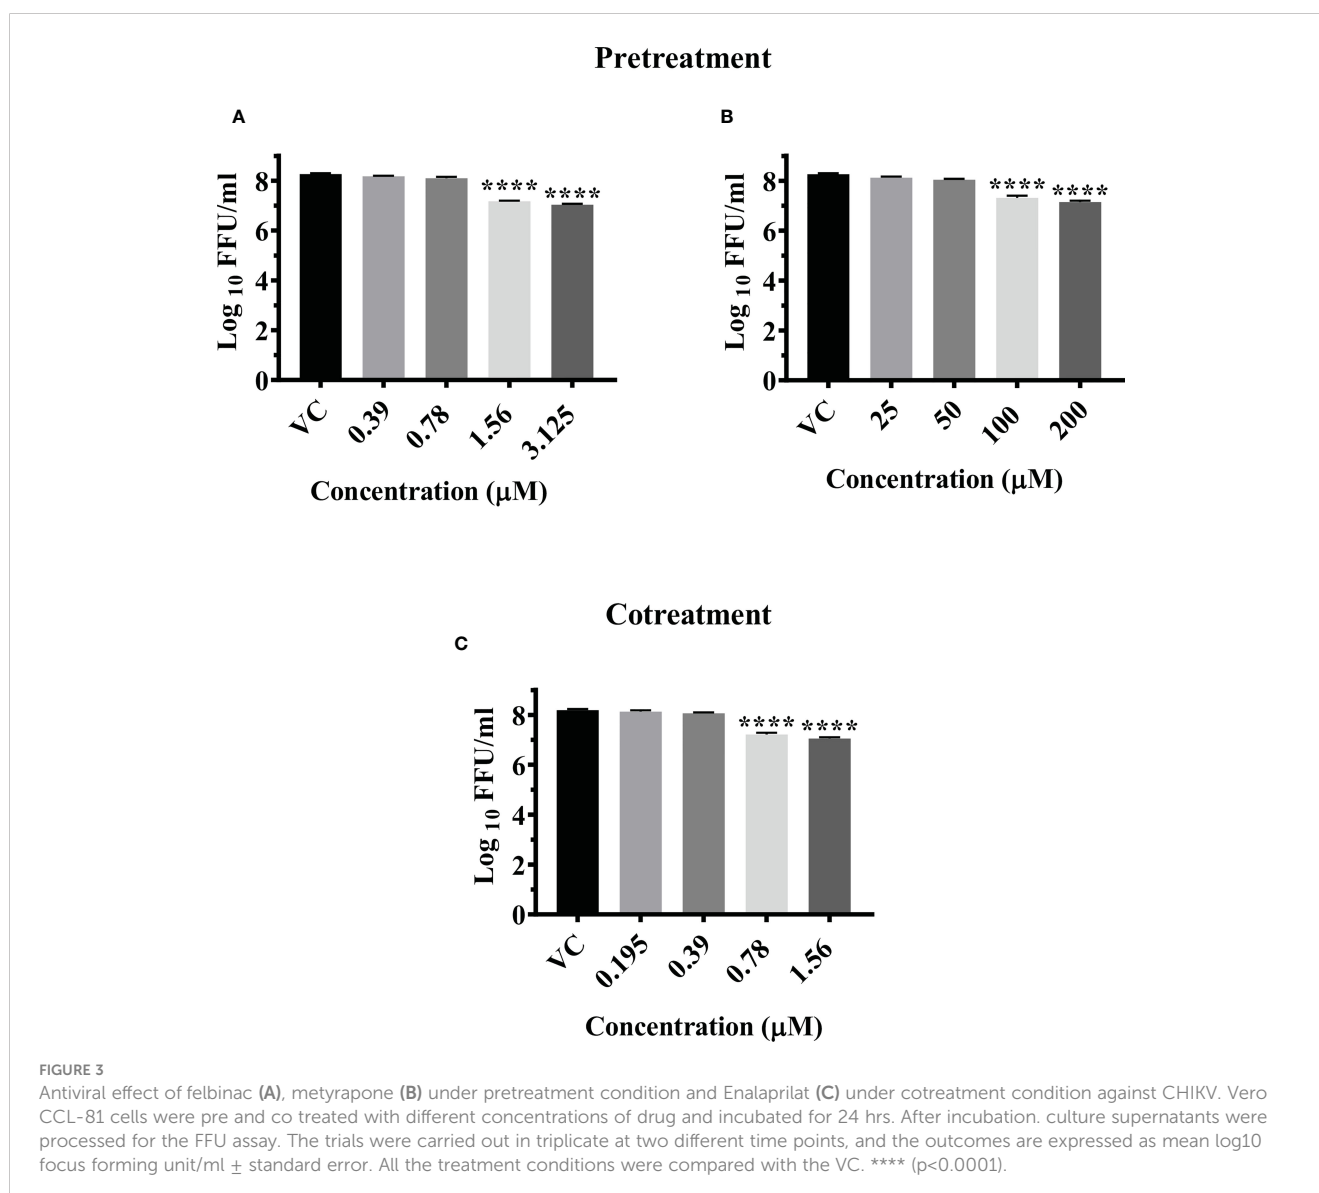 Pretreatment
A
Log 10 FFU/ml
8
6
4
2
0
**** ****
VC 0.39 0.78 1.56 3.125
Concentration (μM)
B
Log 10 FFU/ml
8
6
4
2
0
**** ****
VC 25 50 100 200
Concentration (μM)
Cotreatment
C
Log 10 FFU/ml
8
6
4
2
0
**** ****
VC 0.195 0.39 0.78 1.56
Concentration (μM)
FIGURE 3
Antiviral effect of felbinac (A), metyrapone (B) under pretreatment condition and Enalaprilat (C) under cotreatment condition against CHIKV. Vero
CCL-81 cells were pre and co treated with different concentrations of drug and incubated for 24 hrs. After incubation. culture supernatants were
processed for the FFU assay. The trials were carried out in triplicate at two different time points, and the outcomes are expressed as mean log10
focus forming unit/ml ± standard error. All the treatment conditions were compared with the VC. **** (p<0.0001).